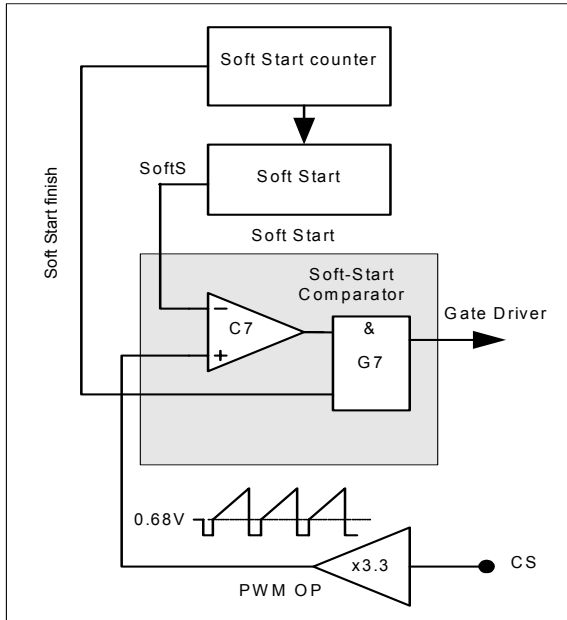 Soft Start counter
SoftS
Soft Start
Soft Start finish
Soft Start
Soft-Start
Comparator
Gate Driver
−
C7
+
&
G7
0.68V
x3.3
CS
PWM OP